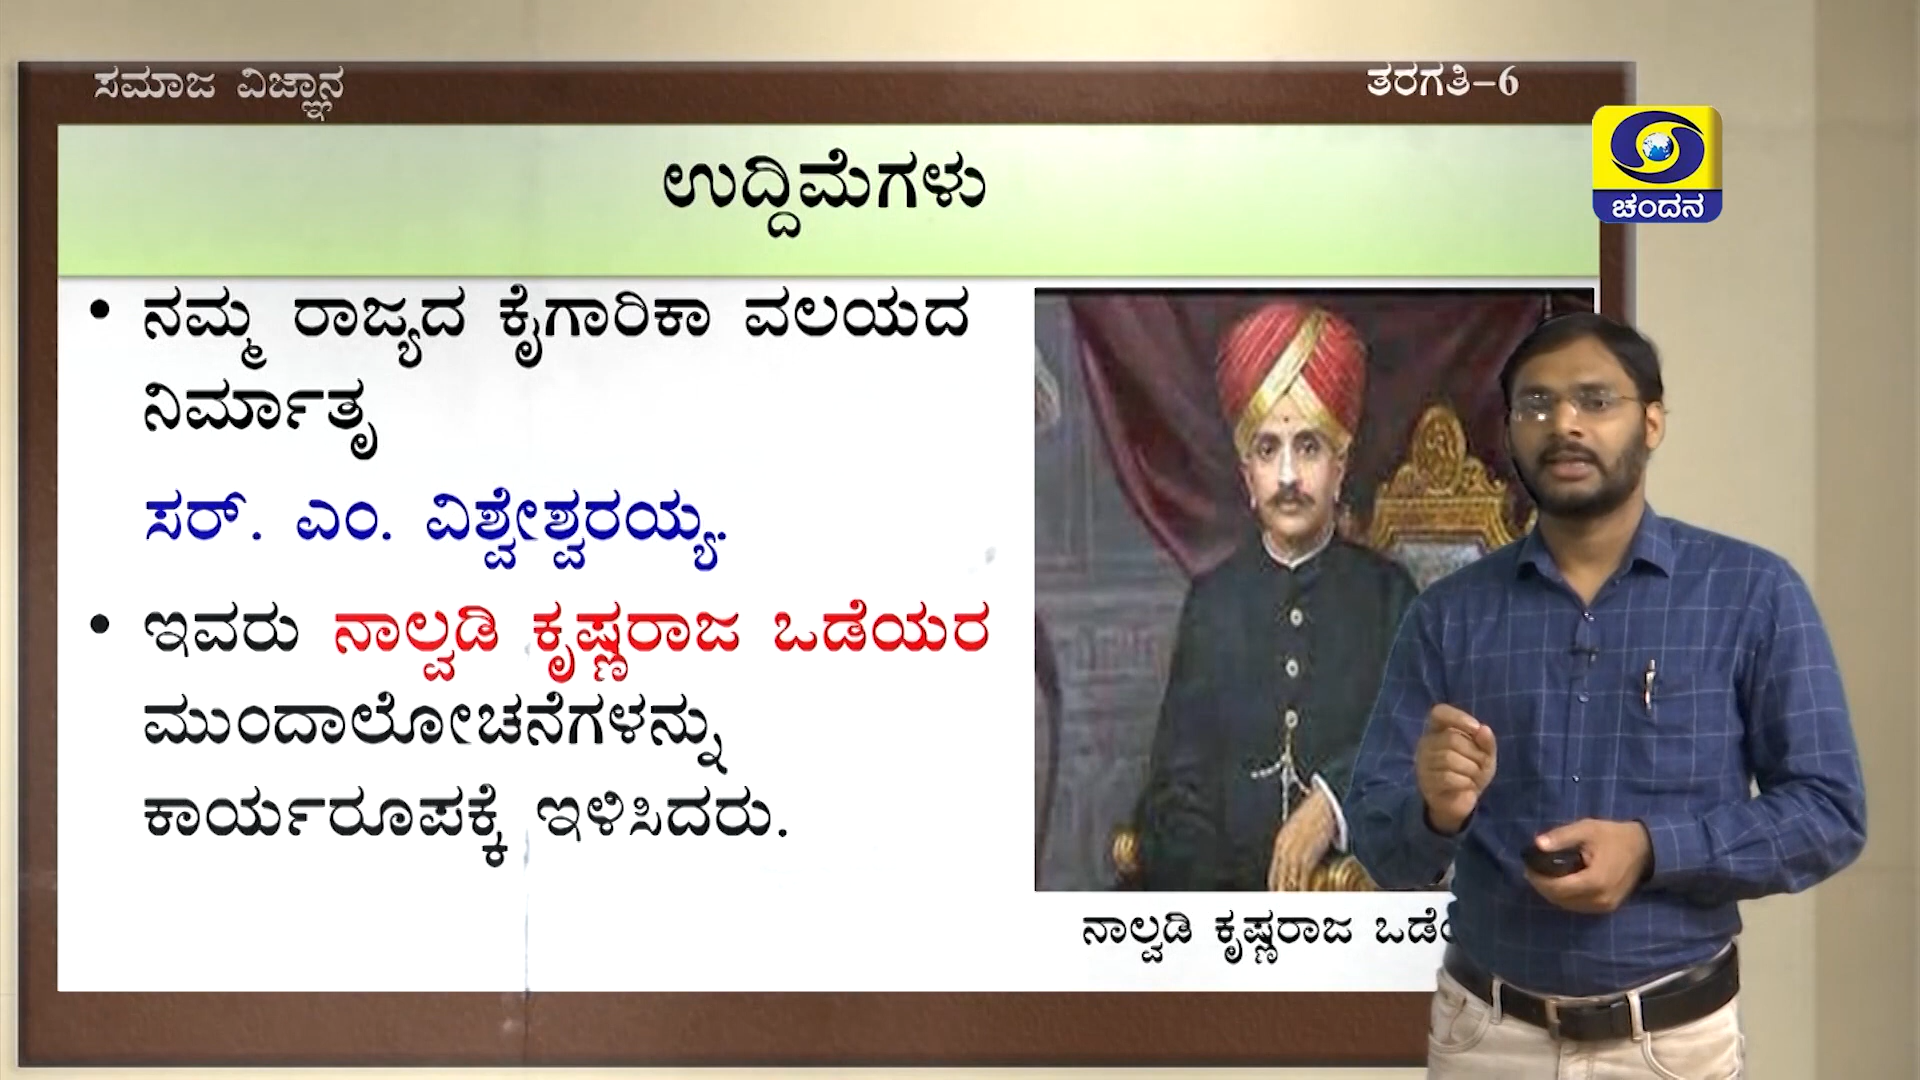 ಸಮಾಜ ವಿಜ್ಞಾನ
ತರಗತಿ-6
ಚಂದನ
ಉದ್ದಿಮೆಗಳು
• ನಮ್ಮ ರಾಜ್ಯದ ಕೈಗಾರಿಕಾ ವಲಯದ
ನಿರ್ಮಾತೃ
ಸರ್. ಎಂ. ವಿಶ್ವೇಶ್ವರಯ್ಯ.
• ಇವರು ನಾಲ್ವಡಿ ಕೃಷ್ಣರಾಜ ಒಡೆಯರ
ಮುಂದಾಲೋಚನೆಗಳನ್ನು
ಕಾರ್ಯರೂಪಕ್ಕೆ ಇಳಿಸಿದರು.
ನಾಲ್ವಡಿ ಕೃಷ್ಣರಾಜ